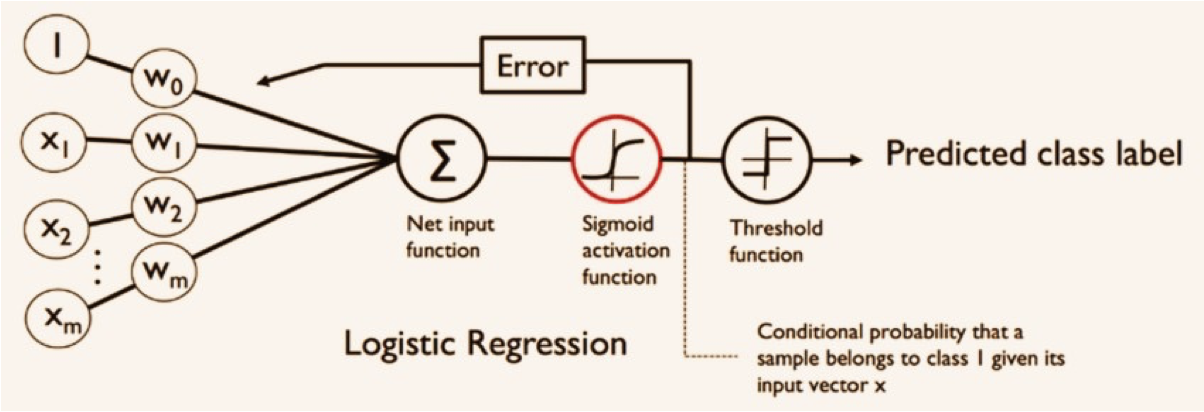 1
w0
Error
x1
w1
Σ
Predicted class label
x2
w2
Net input
function
Sigmoid
activation
function
Threshold
function
⋮
wm
xm
Logistic Regression
Conditional probability that a
sample belongs to class 1 given its
input vector x